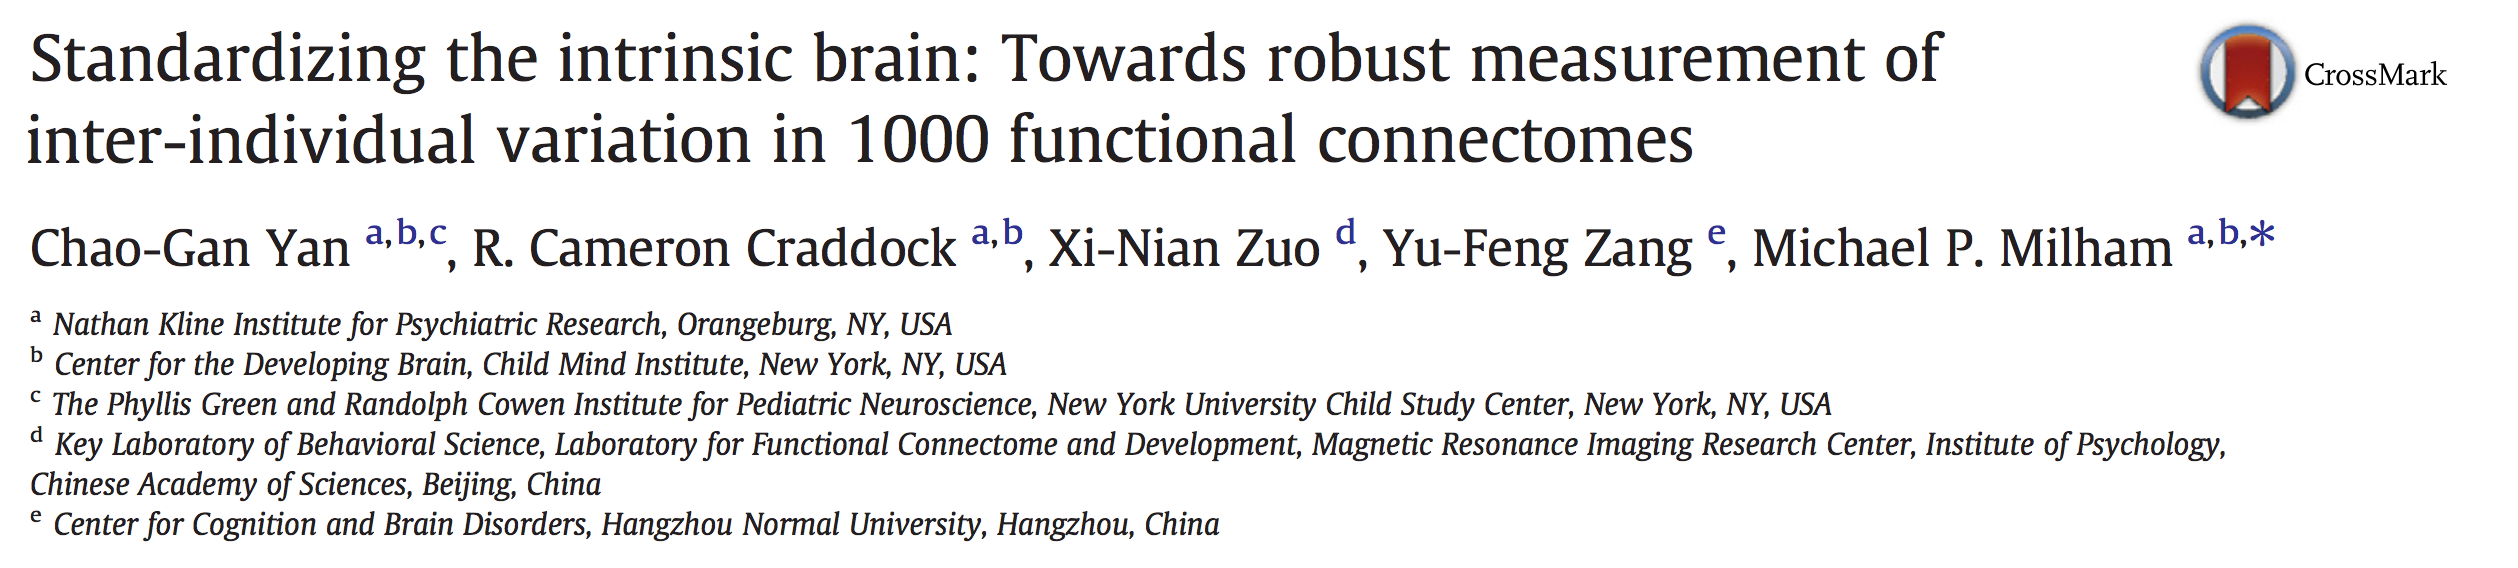 Standardizing the intrinsic brain: Towards robust measurement of
inter-individual variation in 1000 functional connectomes
CrossMark
Chao-Gan Yan a,b,c, R. Cameron Craddock a,b, Xi-Nian Zuo d, Yu-Feng Zang e, Michael P. Milham a,b,*
a Nathan Kline Institute for Psychiatric Research, Orangeburg, NY, USA
b Center for the Developing Brain, Child Mind Institute, New York, NY, USA
c The Phyllis Green and Randolph Cowen Institute for Pediatric Neuroscience, New York University Child Study Center, New York, NY, USA
d Key Laboratory of Behavioral Science, Laboratory for Functional Connectome and Development, Magnetic Resonance Imaging Research Center, Institute of Psychology,
Chinese Academy of Sciences, Beijing, China
e Center for Cognition and Brain Disorders, Hangzhou Normal University, Hangzhou, China